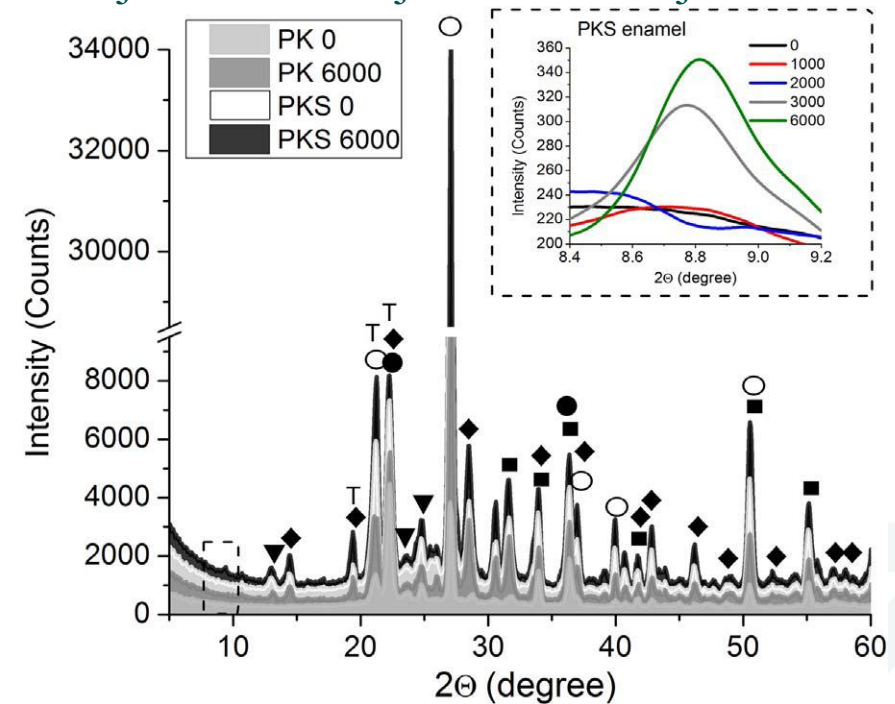 PK 0
PK 6000
PKS 0
PKS 6000
PKS enamel
0
1000
2000
3000
6000
Intensity (Counts)
360
340
320
300
280
260
240
220
200
8.4 8.6 8.8 9.0 9.2
2Θ (degree)
Intensity (Counts)
34000
32000
30000
8000
6000
4000
2000
0
T
T
T
10 20 30 40 50 60
2Θ (degree)